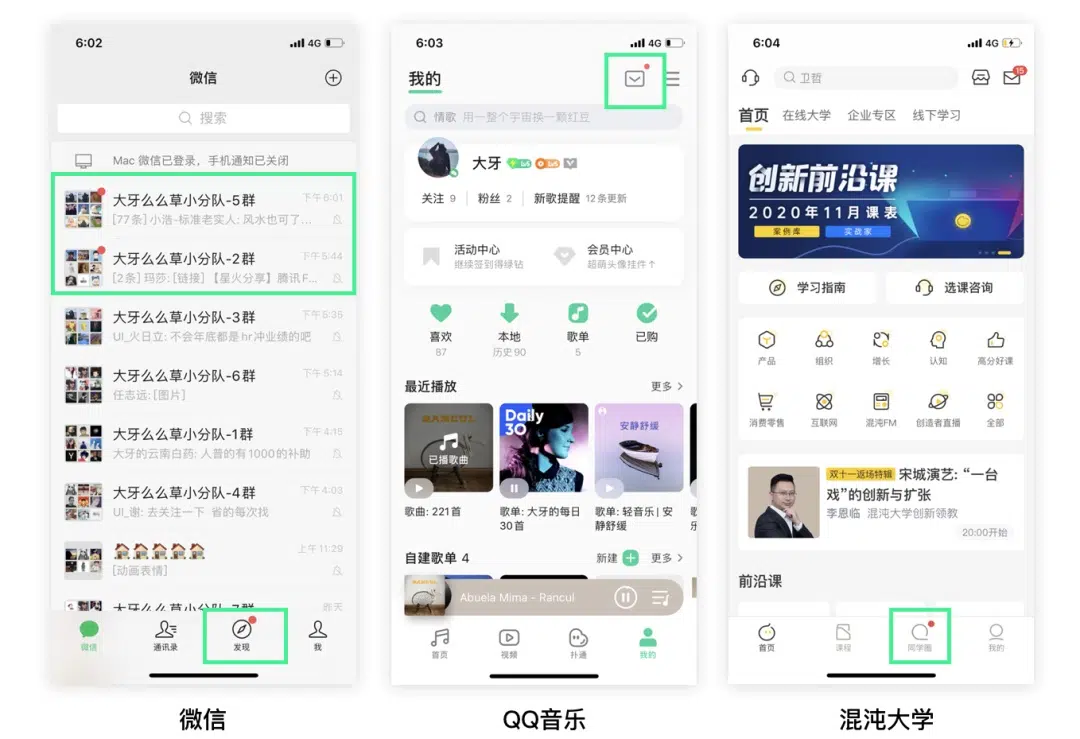 6:02
4G
微信
搜索
Mac 微信已登录，手机通知已关闭
大牙么么草小分队-5群
下午6:01
[77条] 小浩-标准老实人: 风水也可了...
大牙么么草小分队-2群
下午5:44
[2条] 玛莎: [链接] 【星火分享】腾讯F...
大牙么么草小分队-3群
下午5:35
UI_火日立: 不会年底都是hr冲业绩的吧
大牙么么草小分队-6群
下午5:14
任志远: [图片]
大牙么么草小分队-1群
下午4:15
大牙的云南白药: 人普的有1000的补助
大牙么么草小分队-4群
下午4:03
UI_谢: 去关注一下 省的每次找
🏠🏠🏠🏠🏠
上午11:29
[动画表情]
大牙么么草小分队-7群
昨天
微信
通讯录
发现
我
微信
6:03
4G
我的
情歌 用一整个宇宙换一颗红豆
大牙
关注 9
粉丝 2
新歌提醒 12条更新
活动中心
继续签到得绿钻
会员中心
超萌头像挂件↑
喜欢
87
本地
历史90
歌单
5
已购
最近播放
更多
已播歌曲
Daily
30
安静舒缓
歌曲: 221首
歌单: 大牙的每日
30首
歌单: 轻音乐 | 安
静舒缓
自建歌单 4
新建
更多
Abuela Mima - Rancul
首页
视频
扑通
我的
QQ音乐
6:04
4G
卫哲
15
首页
在线大学
企业专区
线下学习
创新前沿课
2020年11月课表
案例库
实战家
学习指南
选课咨询
产品
组织
增长
认知
高分好课
消费零售
互联网
混沌FM
创造者直播
全部
双十一返场特辑 宋城演艺: “一台
戏”的创新与扩张
李恩临 混沌大学创新领教
20:00开始
前沿课
首页
课程
同学圈
我的
混沌大学